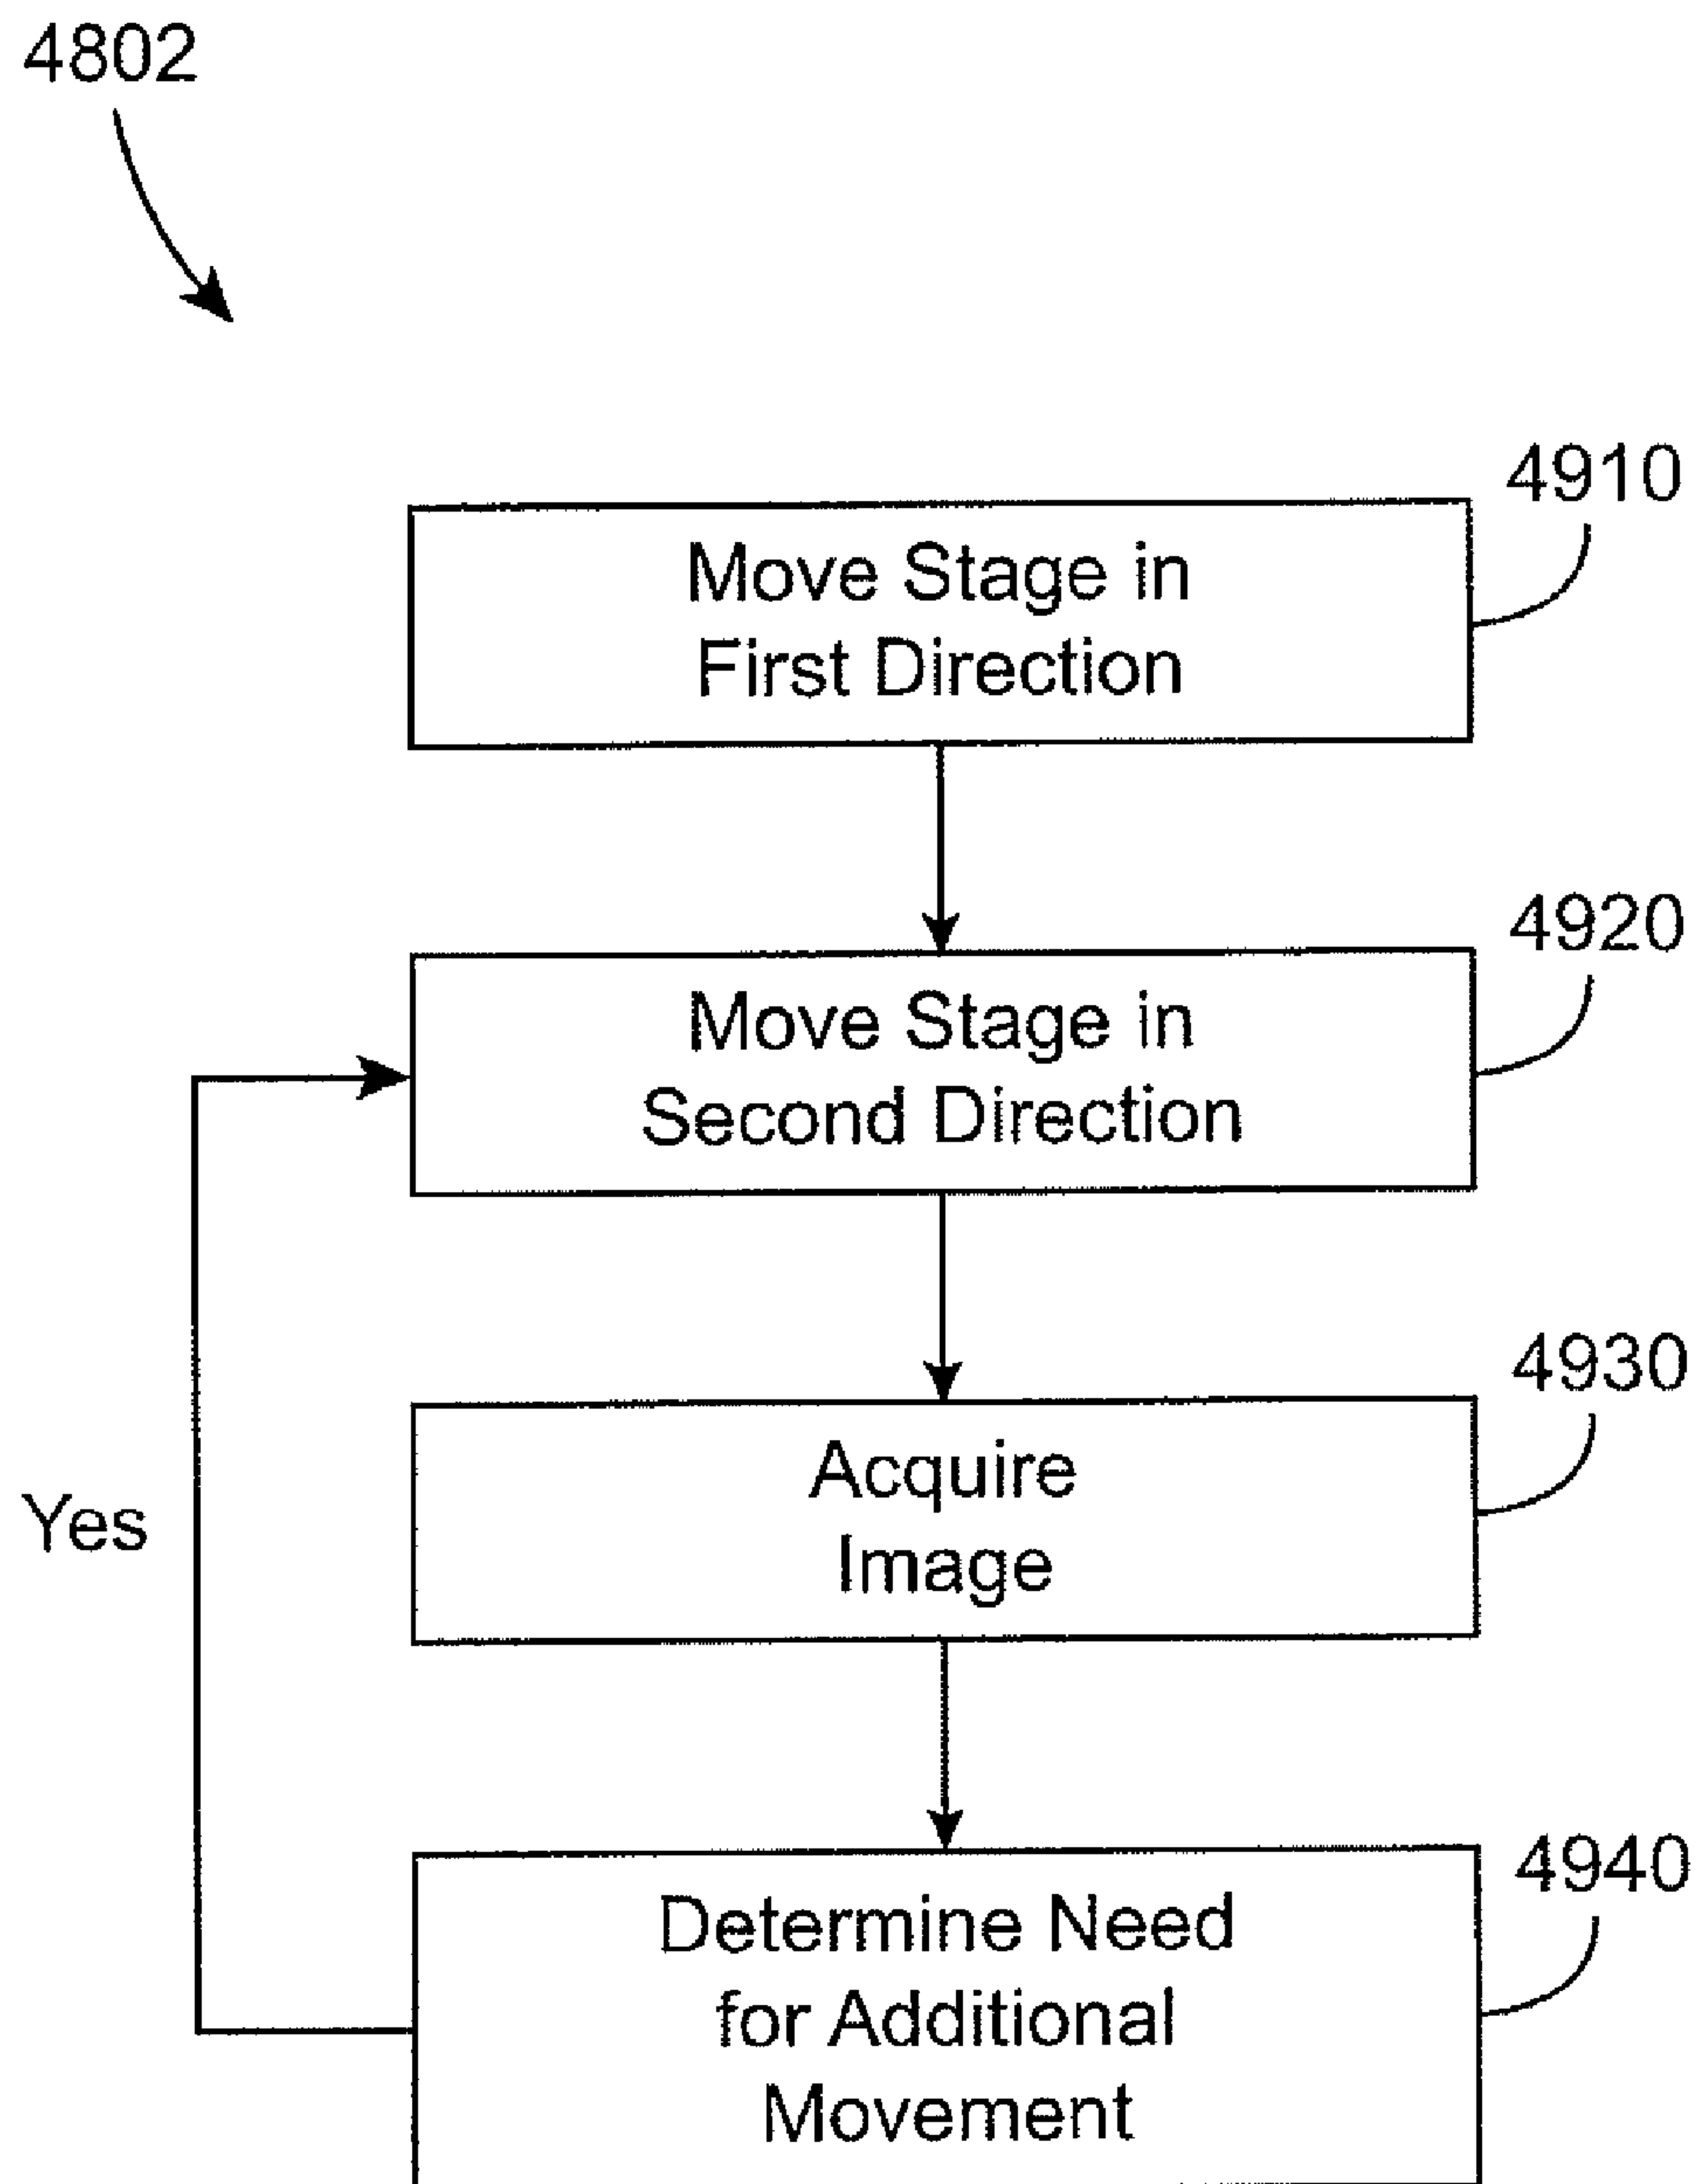 4802
4910
Move Stage in
First Direction
4920
Move Stage in
Second Direction
4930
Acquire
Image
Yes
4940
Determine Need
for Additional
Movement